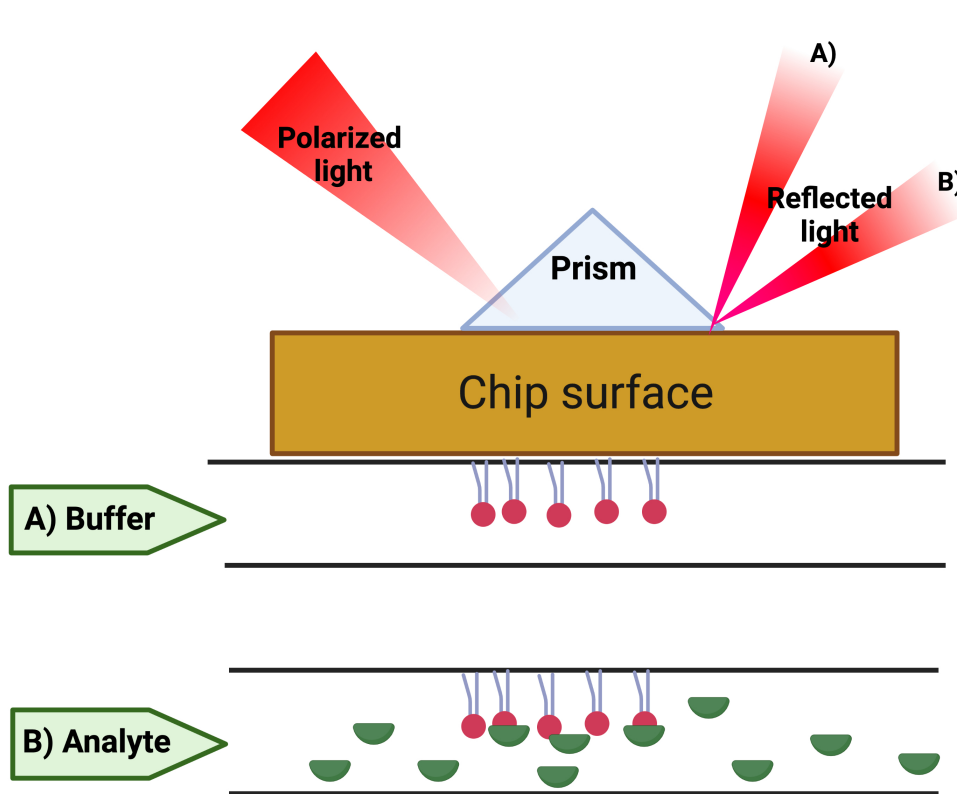 A)
Polarized
light
B)
Reflected
light
Prism
Chip surface
A) Buffer
B) Analyte